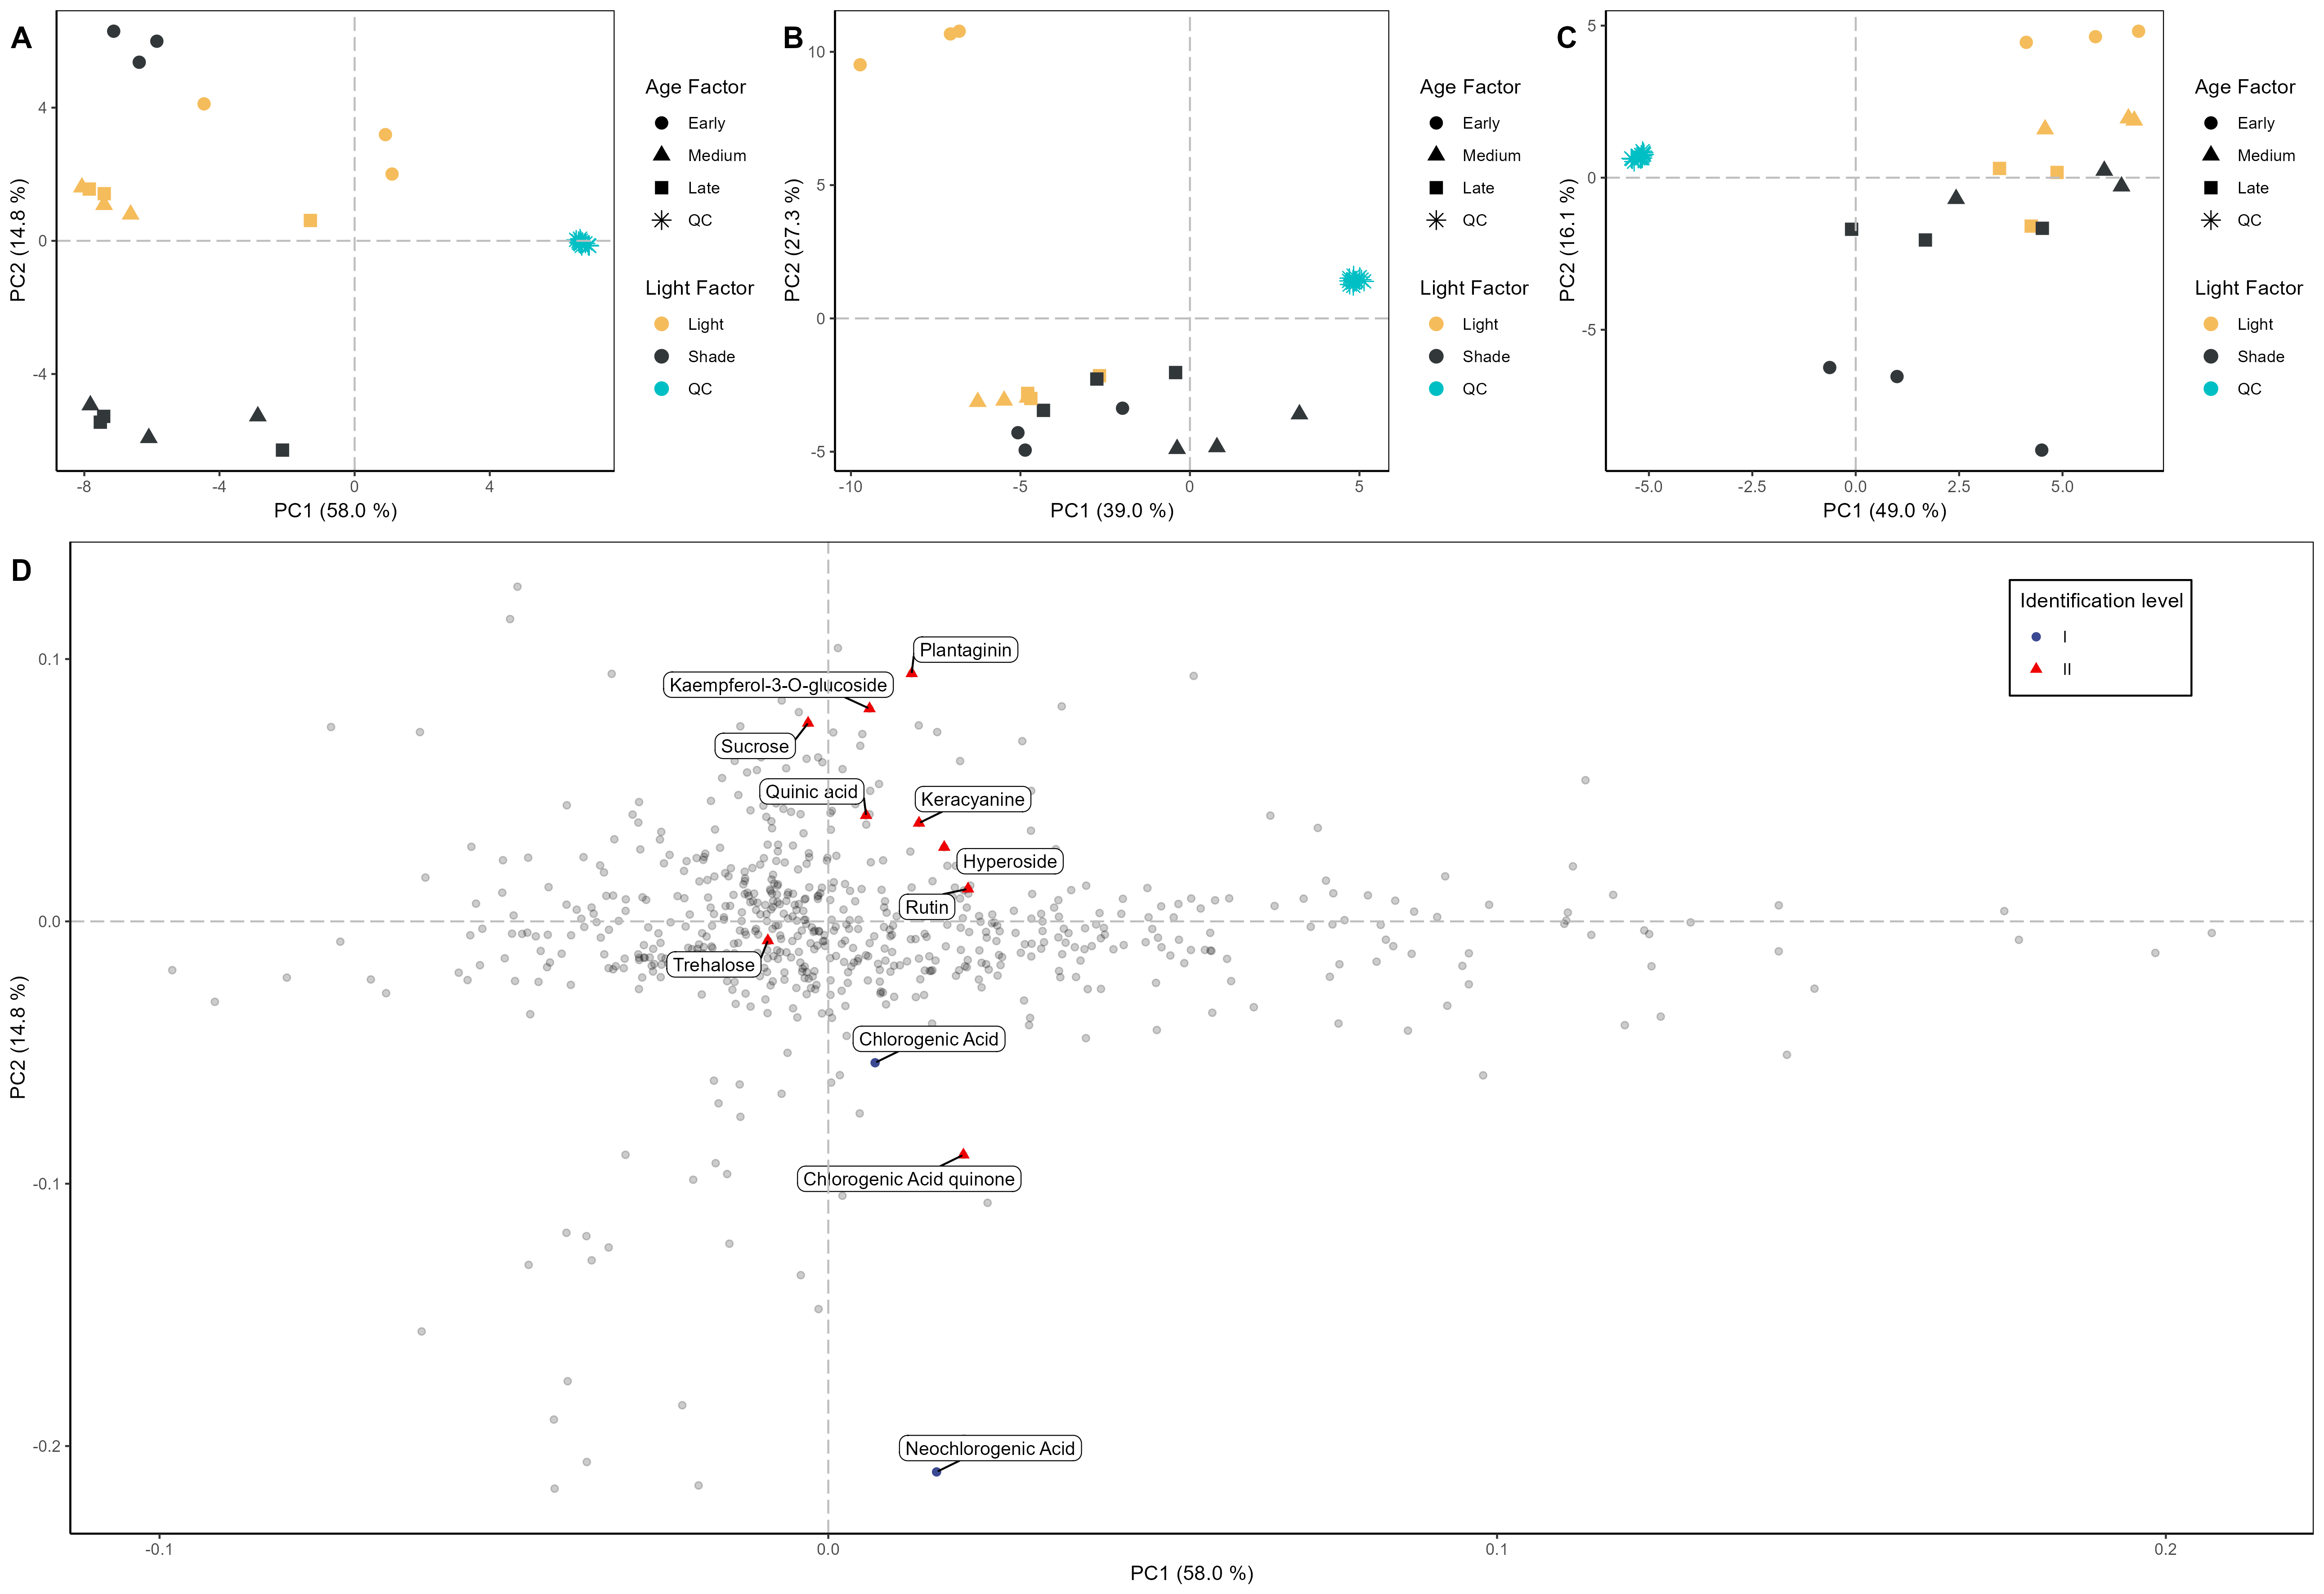 A
PC2 (14.8 %)
4
0
-4
-8
-4
0
4
PC1 (58.0 %)
Age Factor
Early
Medium
Late
QC
Light Factor
Light
Shade
QC
B
PC2 (27.3 %)
10
5
0
-5
-10
-5
0
5
PC1 (39.0 %)
Age Factor
Early
Medium
Late
QC
Light Factor
Light
Shade
QC
C
PC2 (16.1 %)
5
0
-5
-5.0
-2.5
0.0
2.5
5.0
PC1 (49.0 %)
Age Factor
Early
Medium
Late
QC
Light Factor
Light
Shade
QC
D
PC2 (14.8 %)
0.1
0.0
-0.1
-0.2
Identification level
I
II
Plantaginin
Kaempferol-3-O-glucoside
Sucrose
Quinic acid
Keracyanine
Hyperoside
Rutin
Trehalose
Chlorogenic Acid
Chlorogenic Acid quinone
Neochlorogenic Acid
-0.1
0.0
0.1
0.2
PC1 (58.0 %)